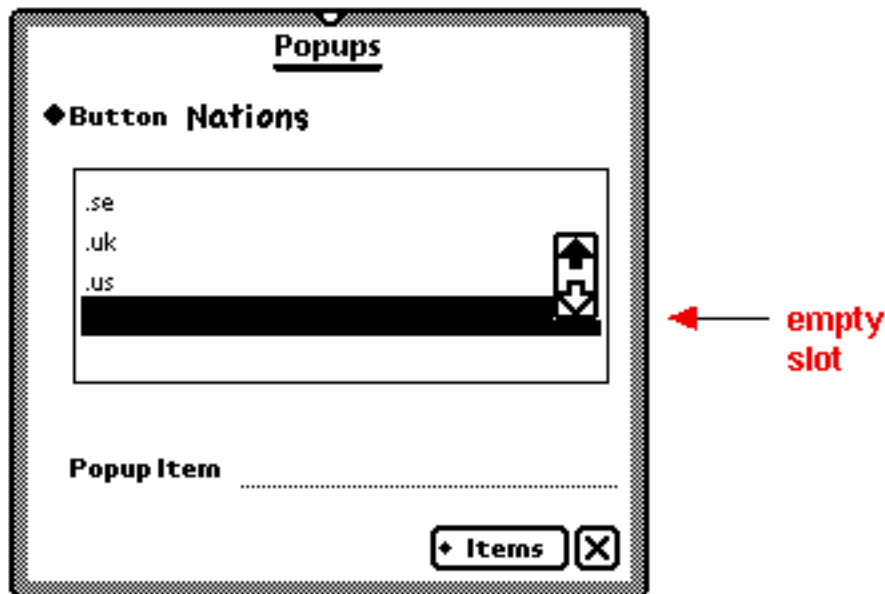 Popups
◆Button Nations
.se
.uk
.us
empty
slot
Popup Item
◆ Items